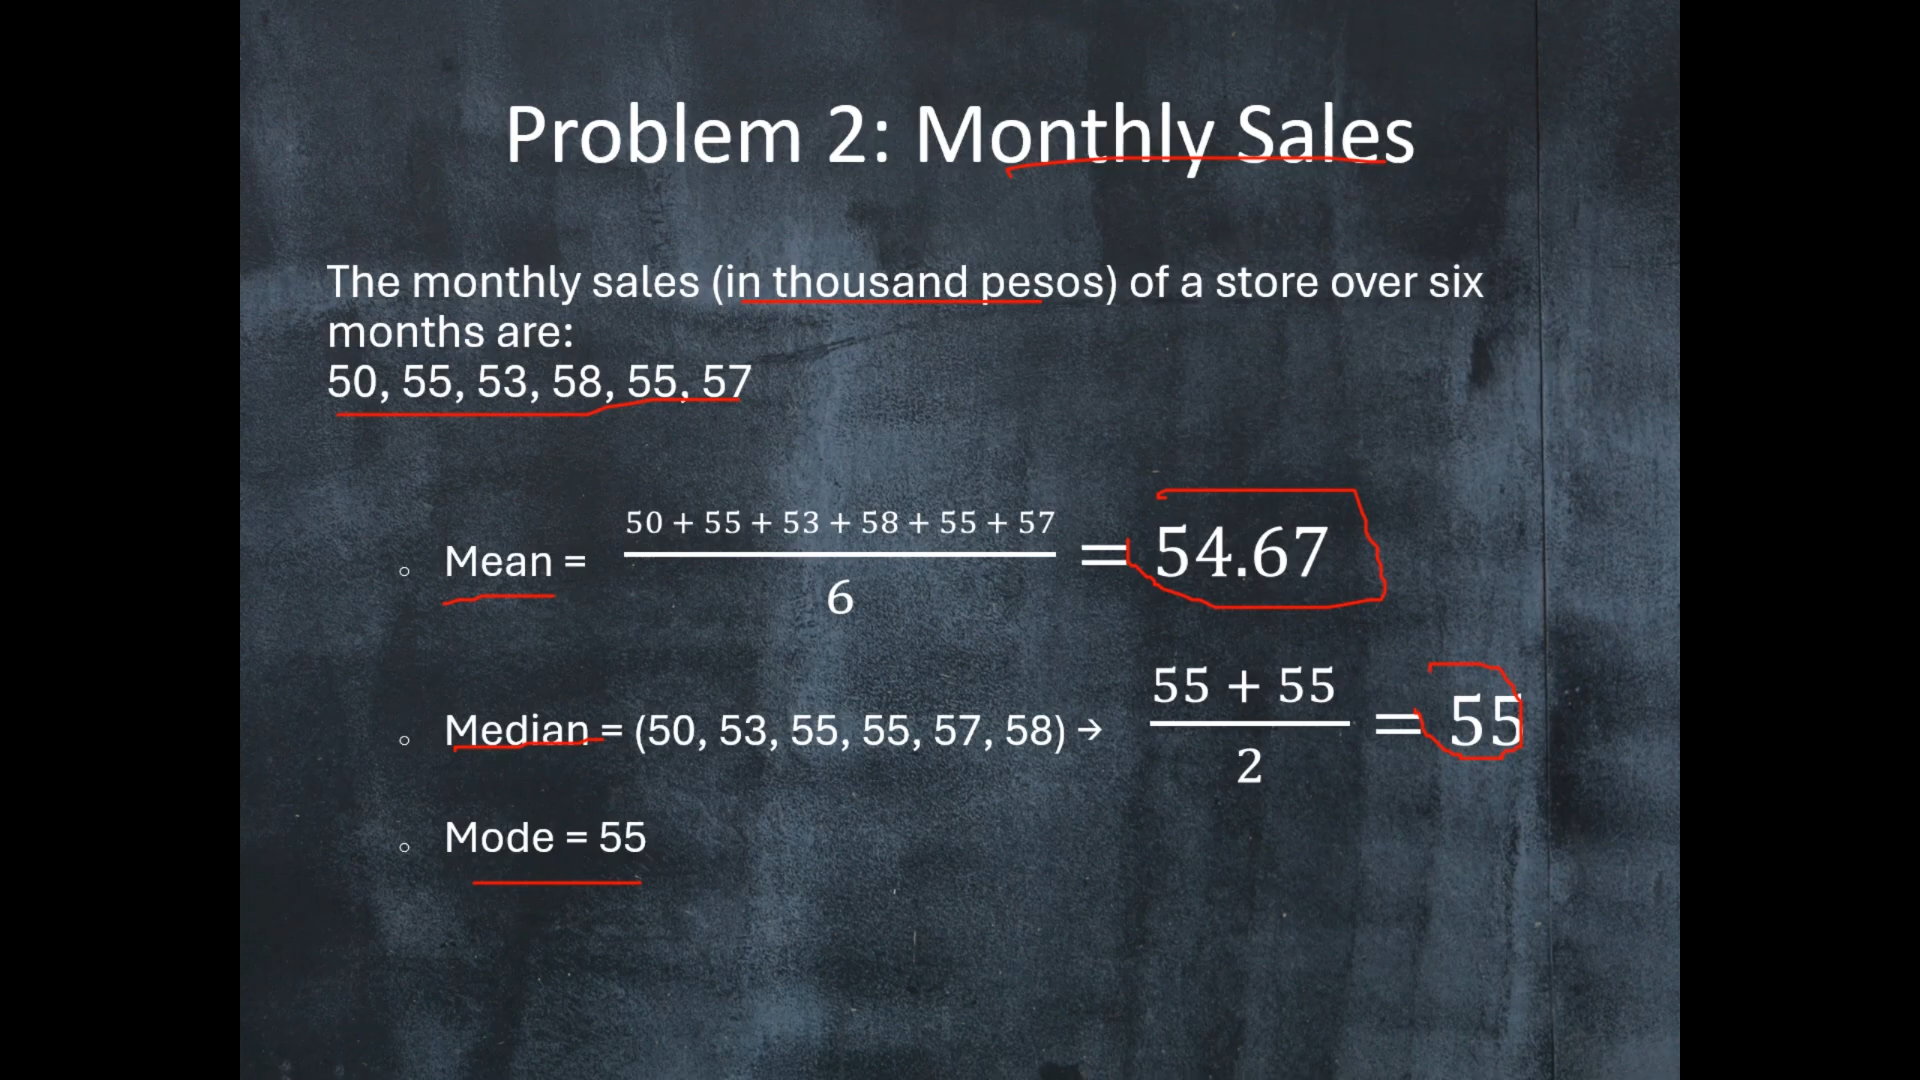 Problem 2: Monthly Sales
The monthly sales (in thousand pesos) of a store over six
months are:
50, 55, 53, 58, 55, 57
Mean = (50 + 55 + 53 + 58 + 55 + 57)/6 = 54.67
Median = (50, 53, 55, 55, 57, 58) → (55 + 55)/2 = 55
Mode = 55